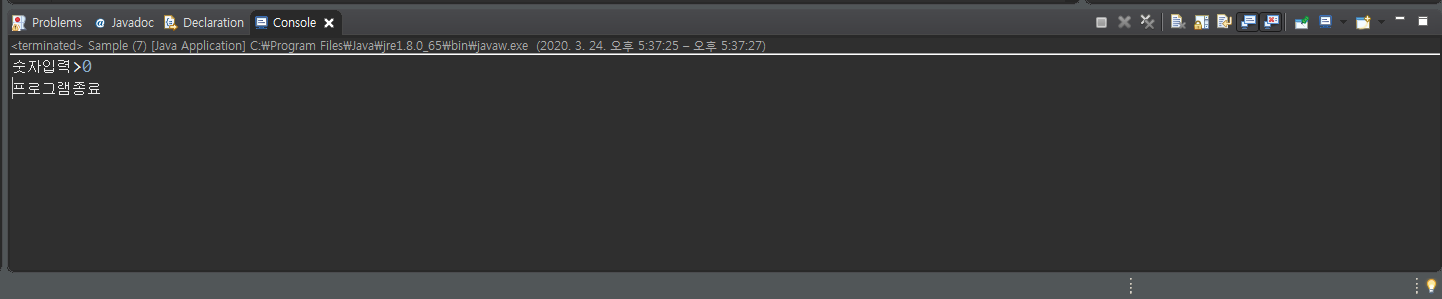 Problems @ Javadoc Declaration Console
<terminated> Sample (7) [Java Application] C:₩Program Files₩Java₩jre1.8.0_65₩bin₩javaw.exe (2020. 3. 24. 오후 5:37:25 – 오후 5:37:27)
숫자입력>0
프로그램종료